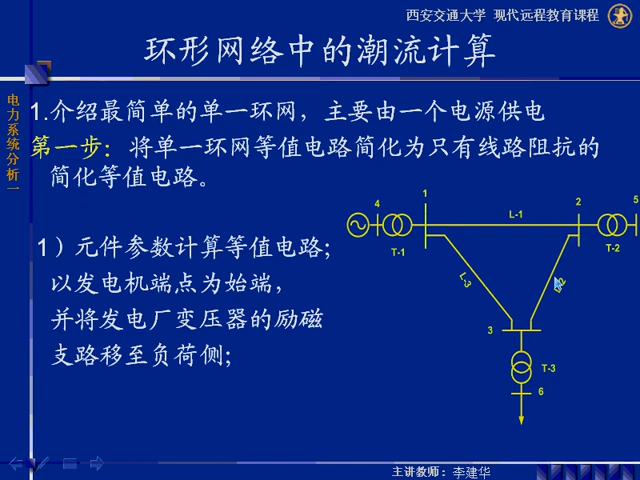 西安交通大学 现代远程教育课程
环形网络中的潮流计算
电力系统分析一
1.介绍最简单的单一环网，主要由一个电源供电
第一步：将单一环网等值电路简化为只有线路阻抗的
简化等值电路。
1）元件参数计算等值电路；
以发电机端点为始端，
并将发电厂变压器的励磁
支路移至负荷侧；
4
1
2
5
L-1
T-1
T-2
L-3
3
T-3
6
主讲教师：李建华